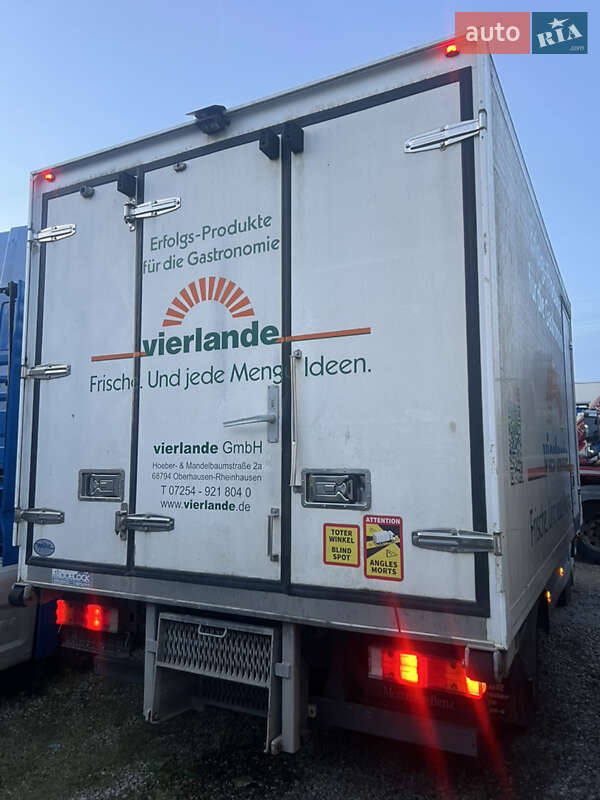 auto RIA .com
Erfolgs-Produkte
für die Gastronomie
vierlande
Frische. Und jede Menge Ideen.
vierlande GmbH
Hoeber- & Mandelbaumstraße 2a
68794 Oberhausen-Rheinhausen
T 07254 - 921 804 0
www.vierlande.de
TOTER
WINKEL
BLIND
SPOT
ATTENTION
ANGLES
MORTS